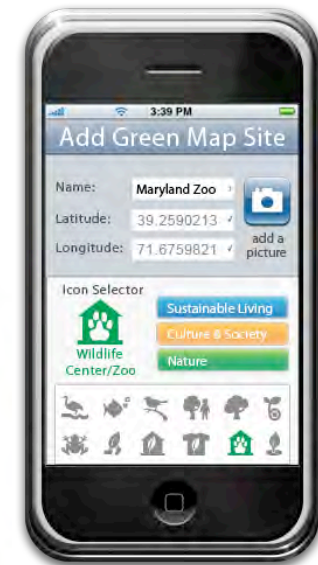 3:39 PM
Add Green Map Site
Name: Maryland Zoo
Latitude: 39.2590213
Longitude: 71.6759821
add a
picture
Icon Selector
Wildlife
Center/Zoo
Sustainable Living
Culture & Society
Nature